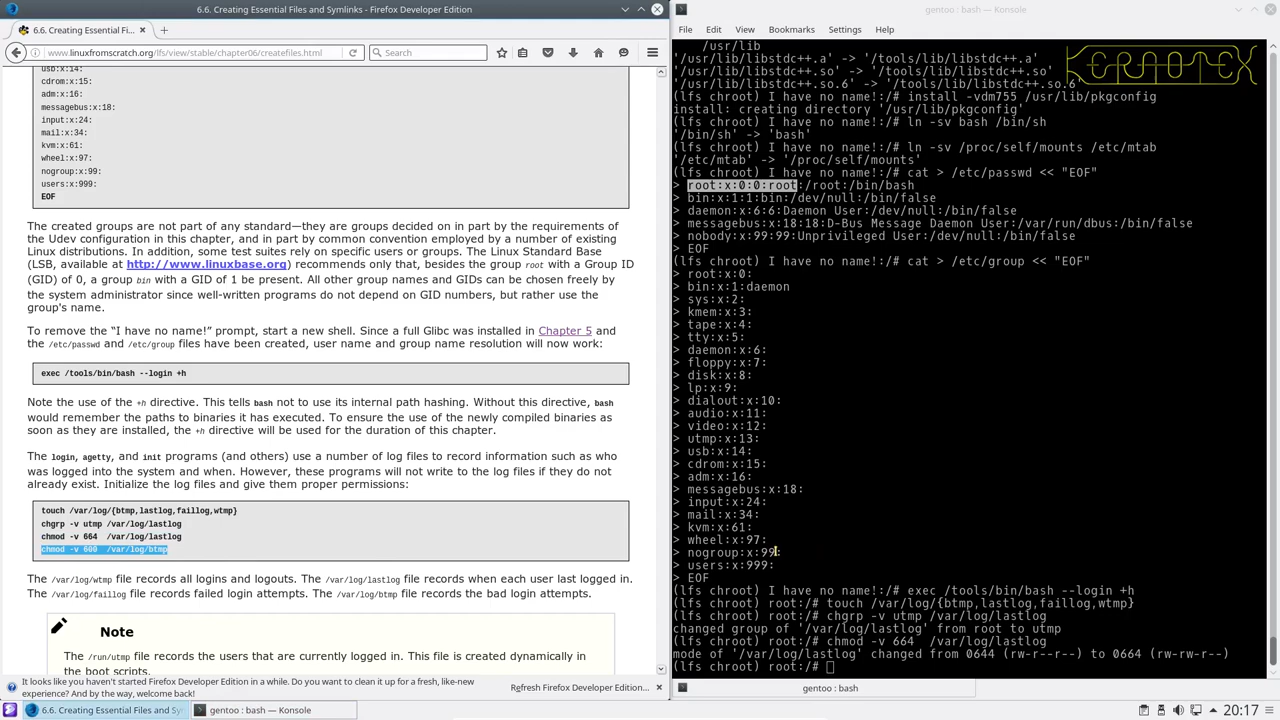 6.6. Creating Essential Files and Symlinks - Firefox Developer Edition
6.6. Creating Essential Fi...
www.linuxfromscratch.org/lfs/view/stable/chapter06/createfiles.html
Search
usb:x:14:
cdrom:x:15:
adm:x:16:
messagebus:x:18:
input:x:24:
mail:x:34:
kvm:x:61:
wheel:x:97:
nogroup:x:99:
users:x:999:
EOF
The created groups are not part of any standard—they are groups decided on in part by the requirements of
the Udev configuration in this chapter, and in part by common convention employed by a number of existing
Linux distributions. In addition, some test suites rely on specific users or groups. The Linux Standard Base
(LSB, available at http://www.linuxbase.org) recommends only that, besides the group root with a Group ID
(GID) of 0, a group bin with a GID of 1 be present. All other group names and GIDs can be chosen freely by
the system administrator since well-written programs do not depend on GID numbers, but rather use the
group's name.
To remove the “I have no name!” prompt, start a new shell. Since a full Glibc was installed in Chapter 5 and
the /etc/passwd and /etc/group files have been created, user name and group name resolution will now work:
exec /tools/bin/bash --login +h
Note the use of the +h directive. This tells bash not to use its internal path hashing. Without this directive, bash
would remember the paths to binaries it has executed. To ensure the use of the newly compiled binaries as
soon as they are installed, the +h directive will be used for the duration of this chapter.
The login, agetty, and init programs (and others) use a number of log files to record information such as who
was logged into the system and when. However, these programs will not write to the log files if they do not
already exist. Initialize the log files and give them proper permissions:
touch /var/log/{btmp,lastlog,faillog,wtmp}
chgrp -v utmp /var/log/lastlog
chmod -v 664  /var/log/lastlog
chmod -v 600  /var/log/btmp
The /var/log/wtmp file records all logins and logouts. The /var/log/lastlog records when each user last logged in.
The /var/log/faillog file records failed login attempts. The /var/log/btmp file records the bad login attempts.
Note
The /run/utmp file records the users that are currently logged in. This file is created dynamically in
the boot scripts.
It looks like you haven't started Firefox Developer Edition in a while. Do you want to clean it up for a fresh, like-new
experience? And by the way, welcome back!
Refresh Firefox Developer Edition...
gentoo : bash — Konsole
File Edit View Bookmarks Settings Help
KERNOTEX
/usr/lib
'/usr/lib/libstdc++.a' -> '/tools/lib/libstdc++.a'
'/usr/lib/libstdc++.so' -> '/tools/lib/libstdc++.so'
'/usr/lib/libstdc++.so.6' -> '/tools/lib/libstdc++.so.6'
(lfs chroot) I have no name!:/# install -vdm755 /usr/lib/pkgconfig
install: creating directory '/usr/lib/pkgconfig'
(lfs chroot) I have no name!:/# ln -sv bash /bin/sh
'/bin/sh' -> 'bash'
(lfs chroot) I have no name!:/# ln -sv /proc/self/mounts /etc/mtab
'/etc/mtab' -> '/proc/self/mounts'
(lfs chroot) I have no name!:/# cat > /etc/passwd << "EOF"
> root:x:0:0:root:/root:/bin/bash
> bin:x:1:1:bin:/dev/null:/bin/false
> daemon:x:6:6:Daemon User:/dev/null:/bin/false
> messagebus:x:18:18:D-Bus Message Daemon User:/var/run/dbus:/bin/false
> nobody:x:99:99:Unprivileged User:/dev/null:/bin/false
> EOF
(lfs chroot) I have no name!:/# cat > /etc/group << "EOF"
> root:x:0:
> bin:x:1:daemon
> sys:x:2:
> kmem:x:3:
> tape:x:4:
> tty:x:5:
> daemon:x:6:
> floppy:x:7:
> disk:x:8:
> lp:x:9:
> dialout:x:10:
> audio:x:11:
> video:x:12:
> utmp:x:13:
> usb:x:14:
> cdrom:x:15:
> adm:x:16:
> messagebus:x:18:
> input:x:24:
> mail:x:34:
> kvm:x:61:
> wheel:x:97:
> nogroup:x:99:
> users:x:999:
> EOF
(lfs chroot) I have no name!:/# exec /tools/bin/bash --login +h
(lfs chroot) root:/# touch /var/log/{btmp,lastlog,faillog,wtmp}
(lfs chroot) root:/# chgrp -v utmp /var/log/lastlog
changed group of '/var/log/lastlog' from root to utmp
(lfs chroot) root:/# chmod -v 664  /var/log/lastlog
mode of '/var/log/lastlog' changed from 0644 (rw-r--r--) to 0664 (rw-rw-r--)
(lfs chroot) root:/#
gentoo : bash
6.6. Creating Essential Files and Sym
gentoo : bash — Konsole
20:17